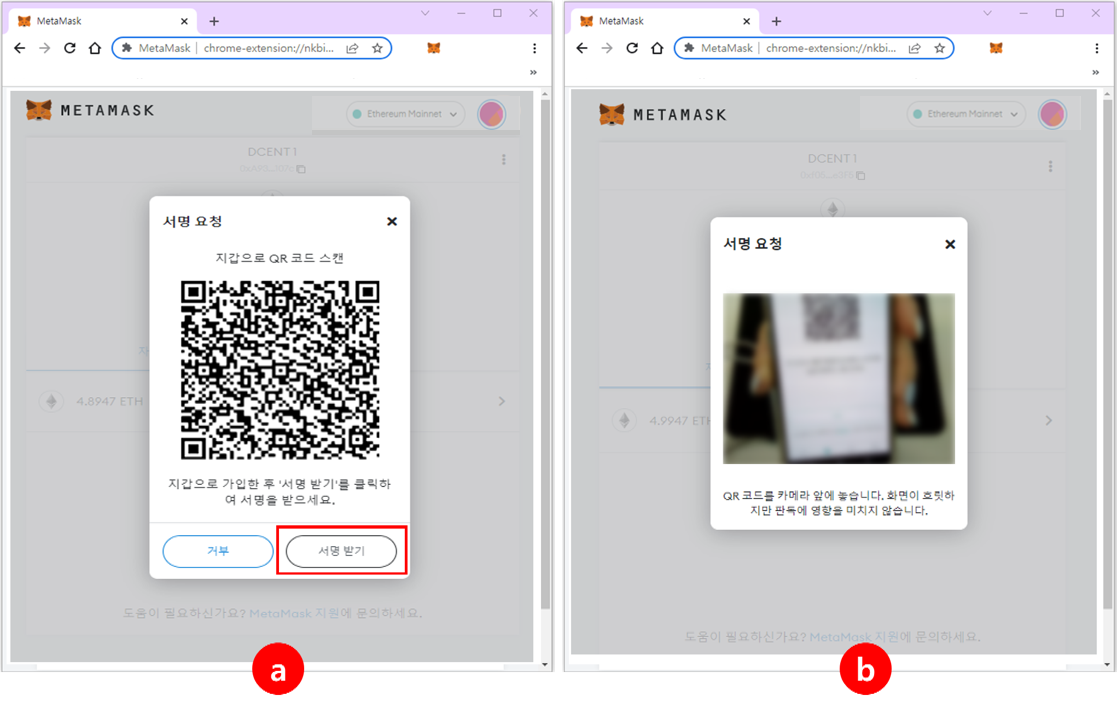 MetaMask
MetaMask
chrome-extension://nkbi...
»
METAMASK
Ethereum Mainnet
DCENT1
서명 요청
지갑으로 QR 코드 스캔
4.8947 ETH
지갑으로 가입한 후 '서명 받기'를 클릭하
여 서명을 받으세요.
거부
서명 받기
도움이 필요하신가요? MetaMask 지원에 문의하세요.
a
MetaMask
MetaMask
chrome-extension://nkbi...
»
METAMASK
Ethereum Mainnet
DCENT1
서명 요청
4.9947 ETH
QR 코드를 카메라 앞에 놓습니다. 화면이 흐릿하
지만 판독에 영향을 미치지 않습니다.
도움이 필요하신가요? MetaMask 지원에 문의하세요.
b